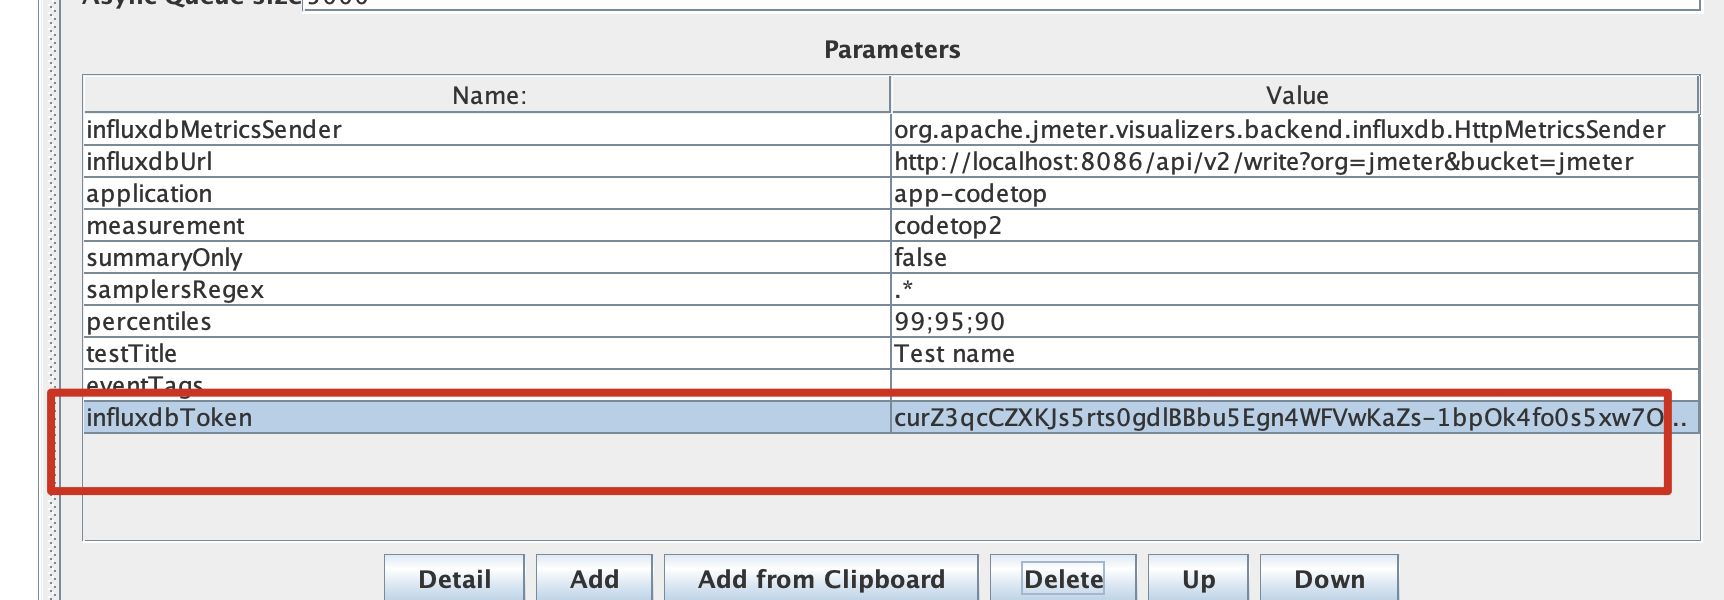 Async Queue size 5000
Parameters
Name: Value
influxdbMetricsSender org.apache.jmeter.visualizers.backend.influxdb.HttpMetricsSender
influxdbUrl http://localhost:8086/api/v2/write?org=jmeter&bucket=jmeter
application app-codetop
measurement codetop2
summaryOnly false
samplersRegex .*
percentiles 99;95;90
testTitle Test name
eventTags
influxdbToken curZ3qcCZXKJs5rts0gdlBBbu5Egn4WFVwKaZs-1bpOk4fo0s5xw7O...
Detail Add Add from Clipboard Delete Up Down